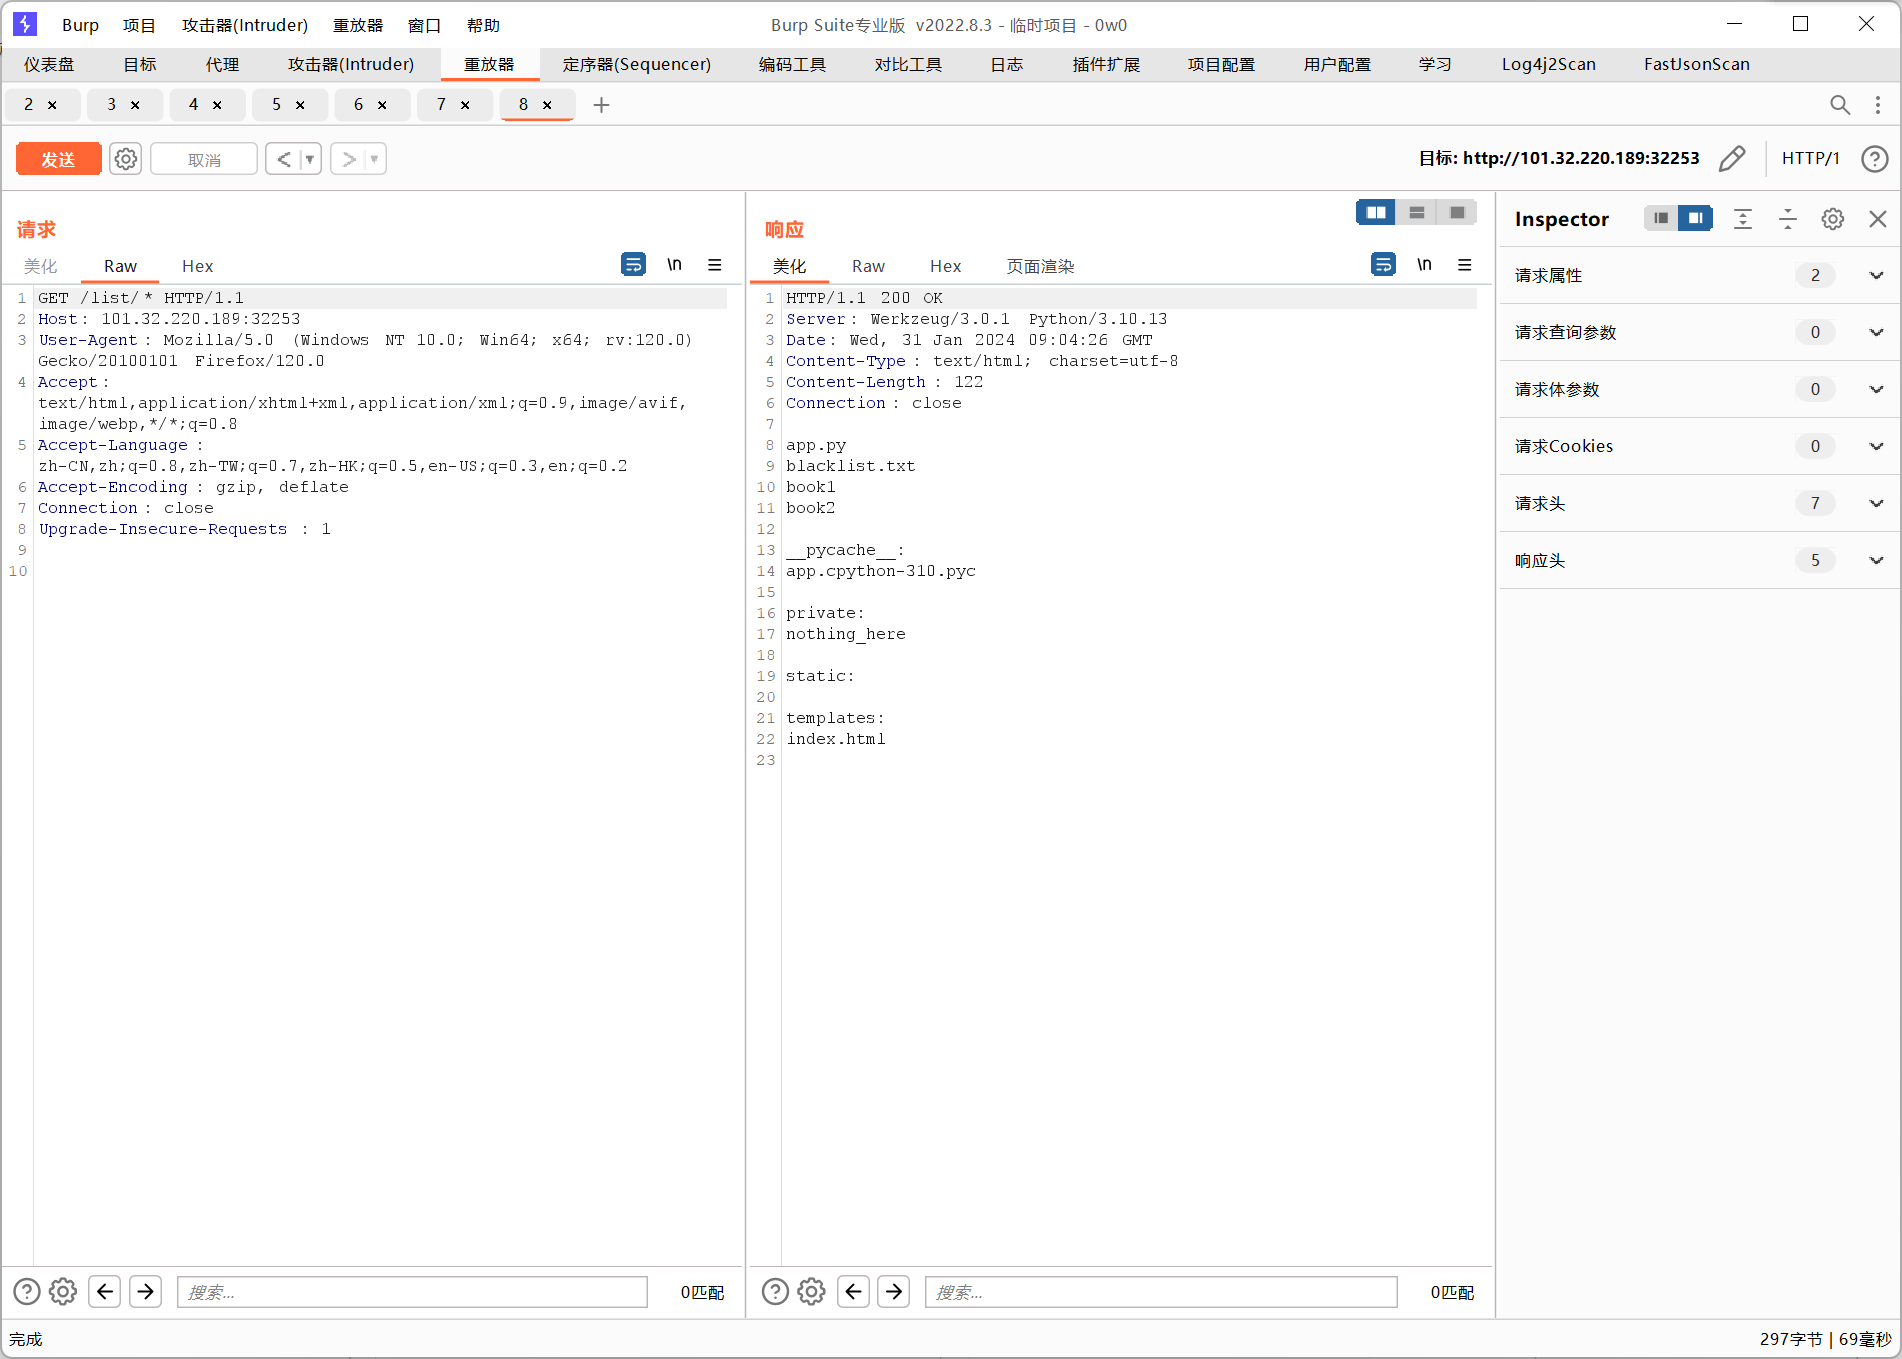 Burp 项目 攻击器(Intruder) 重放器 窗口 帮助 Burp Suite专业版 v2022.8.3 - 临时项目 - 0w0
仪表盘 目标 代理 攻击器(Intruder) 重放器 定序器(Sequencer) 编码工具 对比工具 日志 插件扩展 项目配置 用户配置 学习 Log4j2Scan FastJsonScan
2 × 3 × 4 × 5 × 6 × 7 × 8 × +
发送 取消 < ▼ > ▼ 目标: http://101.32.220.189:32253 HTTP/1 ?
请求
美化 Raw Hex \n
1 GET /list/* HTTP/1.1
2 Host: 101.32.220.189:32253
3 User-Agent: Mozilla/5.0 (Windows NT 10.0; Win64; x64; rv:120.0)
Gecko/20100101 Firefox/120.0
4 Accept:
text/html,application/xhtml+xml,application/xml;q=0.9,image/avif,
image/webp,*/*;q=0.8
5 Accept-Language:
zh-CN,zh;q=0.8,zh-TW;q=0.7,zh-HK;q=0.5,en-US;q=0.3,en;q=0.2
6 Accept-Encoding: gzip, deflate
7 Connection: close
8 Upgrade-Insecure-Requests: 1
9
10
搜索... 0匹配
响应
美化 Raw Hex 页面渲染 \n
1 HTTP/1.1 200 OK
2 Server: Werkzeug/3.0.1 Python/3.10.13
3 Date: Wed, 31 Jan 2024 09:04:26 GMT
4 Content-Type: text/html; charset=utf-8
5 Content-Length: 122
6 Connection: close
7
8 app.py
9 blacklist.txt
10 book1
11 book2
12
13 __pycache__:
14 app.cpython-310.pyc
15
16 private:
17 nothing_here
18
19 static:
20
21 templates:
22 index.html
23
搜索... 0匹配
Inspector
请求属性 2
请求查询参数 0
请求体参数 0
请求Cookies 0
请求头 7
响应头 5
完成 297字节 | 69毫秒